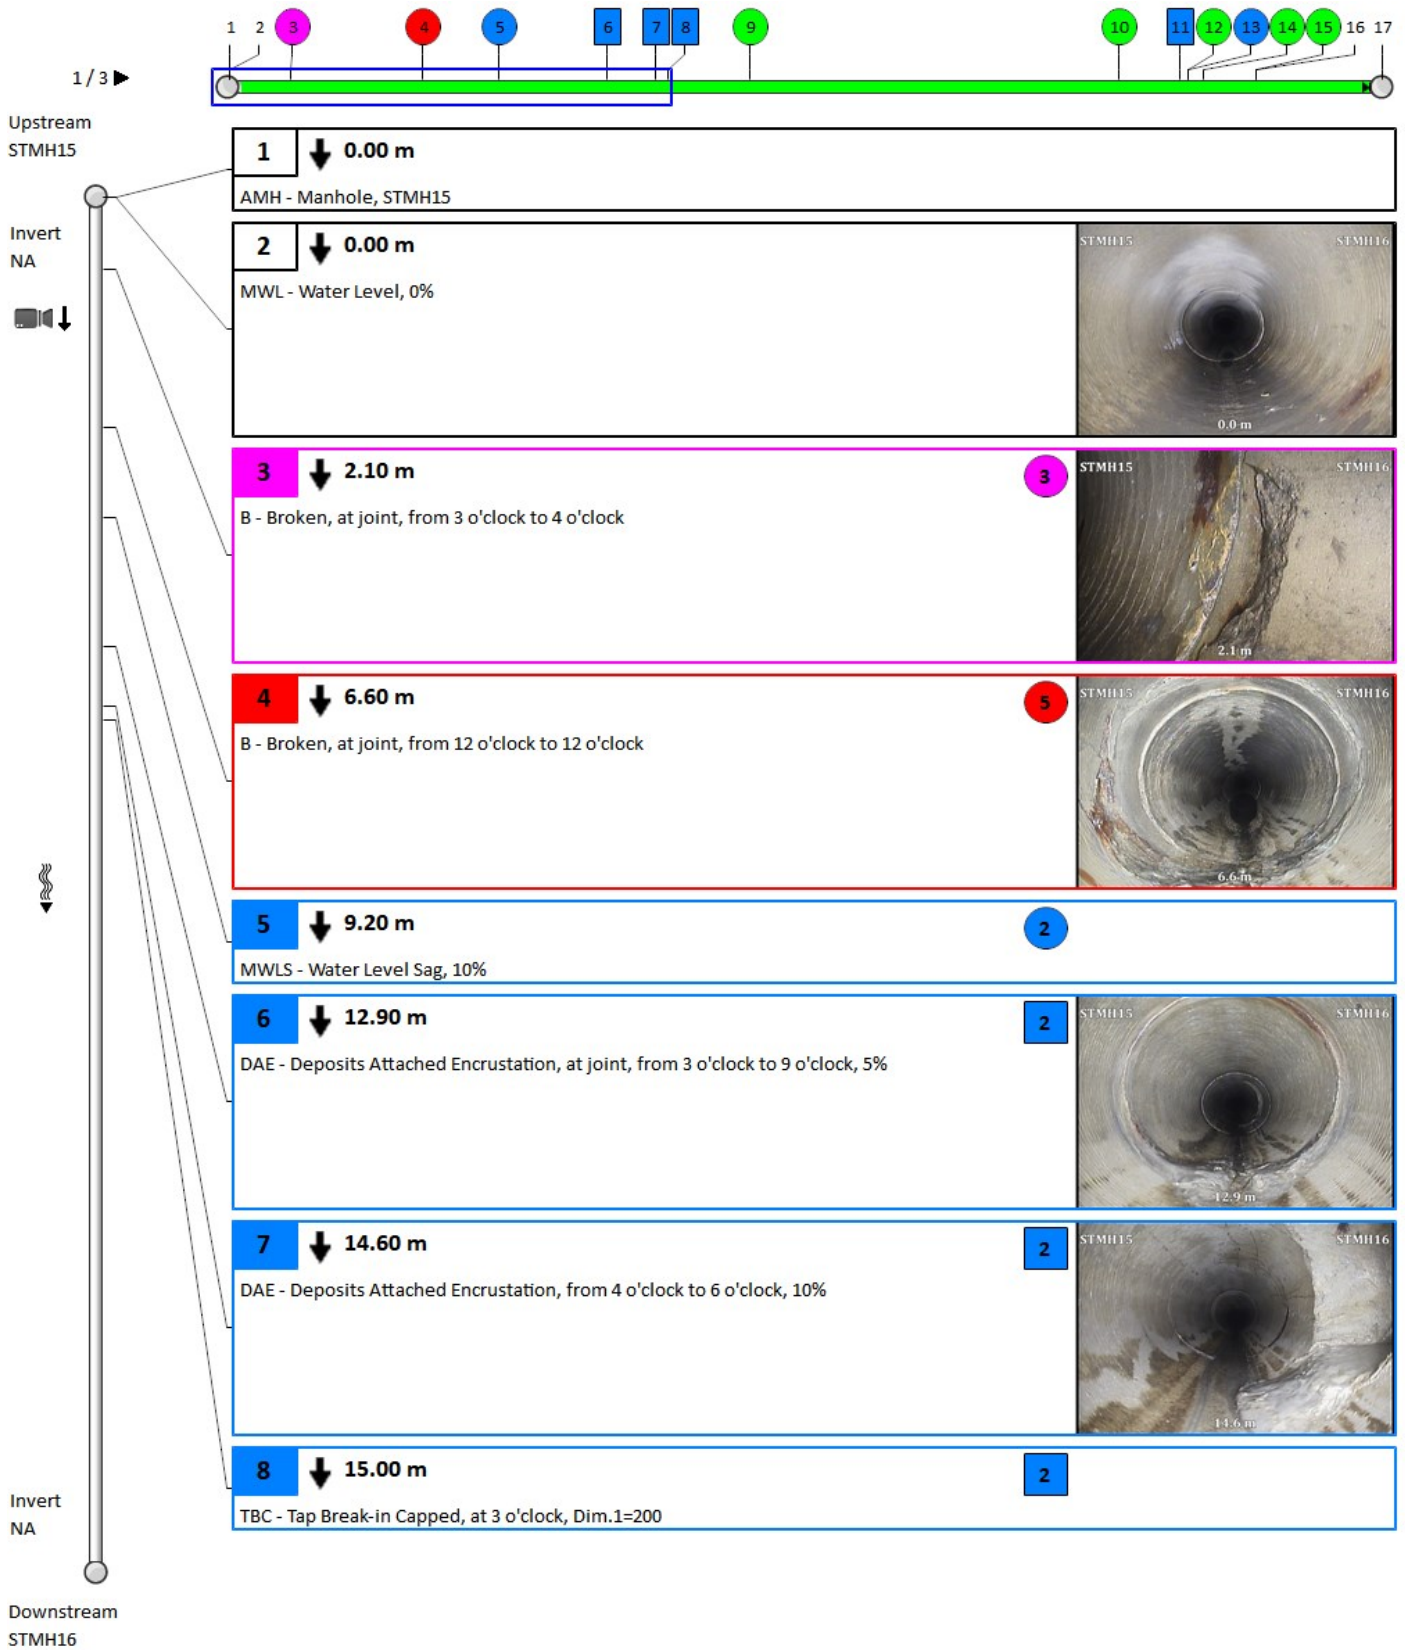 1 2 3 4 5 6 7 8 9 10 11 12 13 14 15 16 17
1 / 3
Upstream
STMH15
1 0.00 m
AMH - Manhole, STMH15
Invert
NA
2 0.00 m
MWL - Water Level, 0%
STMH15 STMH16
0.0 m
3 2.10 m 3
B - Broken, at joint, from 3 o'clock to 4 o'clock
STMH15 STMH16
2.1 m
4 6.60 m 5
B - Broken, at joint, from 12 o'clock to 12 o'clock
STMH15 STMH16
6.6 m
5 9.20 m 2
MWLS - Water Level Sag, 10%
6 12.90 m 2
DAE - Deposits Attached Encrustation, at joint, from 3 o'clock to 9 o'clock, 5%
STMH15 STMH16
12.9 m
7 14.60 m 2
DAE - Deposits Attached Encrustation, from 4 o'clock to 6 o'clock, 10%
STMH15 STMH16
14.6 m
8 15.00 m 2
TBC - Tap Break-in Capped, at 3 o'clock, Dim.1=200
Invert
NA
Downstream
STMH16